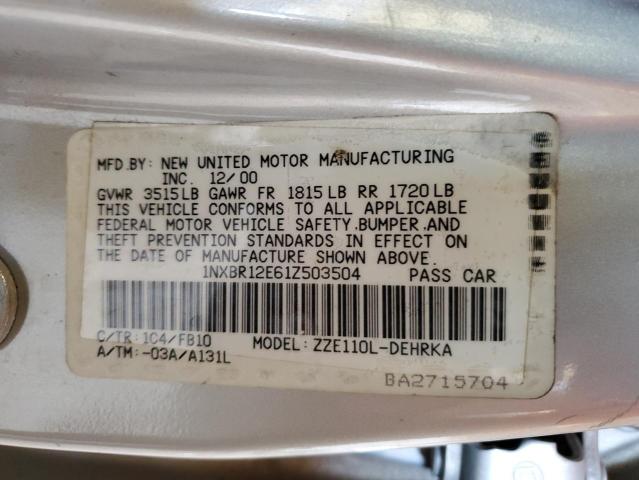 MFD.BY: NEW UNITED MOTOR MANUFACTURING
INC. 12/00
GVWR 3515LB GAWR FR 1815LB RR 1720LB
THIS VEHICLE CONFORMS TO ALL APPLICABLE
FEDERAL MOTOR VEHICLE SAFETY.BUMPER.AND
THEFT PREVENTION STANDARDS IN EFFECT ON
THE DATE OF MANUFACTURE SHOWN ABOVE.
1NXBR12E61Z503504 PASS CAR
C/TR:1C4/FB10 MODEL:ZZE110L-DEHRKA
A/TM:-03A/A131L
BA2715704